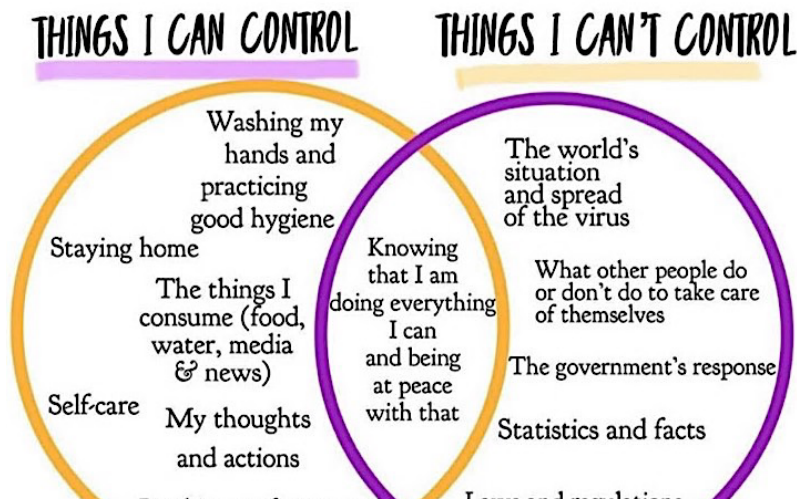 THINGS I CAN CONTROL
THINGS I CAN'T CONTROL
Washing my
hands and
practicing
good hygiene
Staying home
The things I
consume (food,
water, media
& news)
Self-care
My thoughts
and actions
Knowing
that I am
doing everything
I can
and being
at peace
with that
The world's
situation
and spread
of the virus
What other people do
or don't do to take care
of themselves
The government's response
Statistics and facts
Laws and regulations